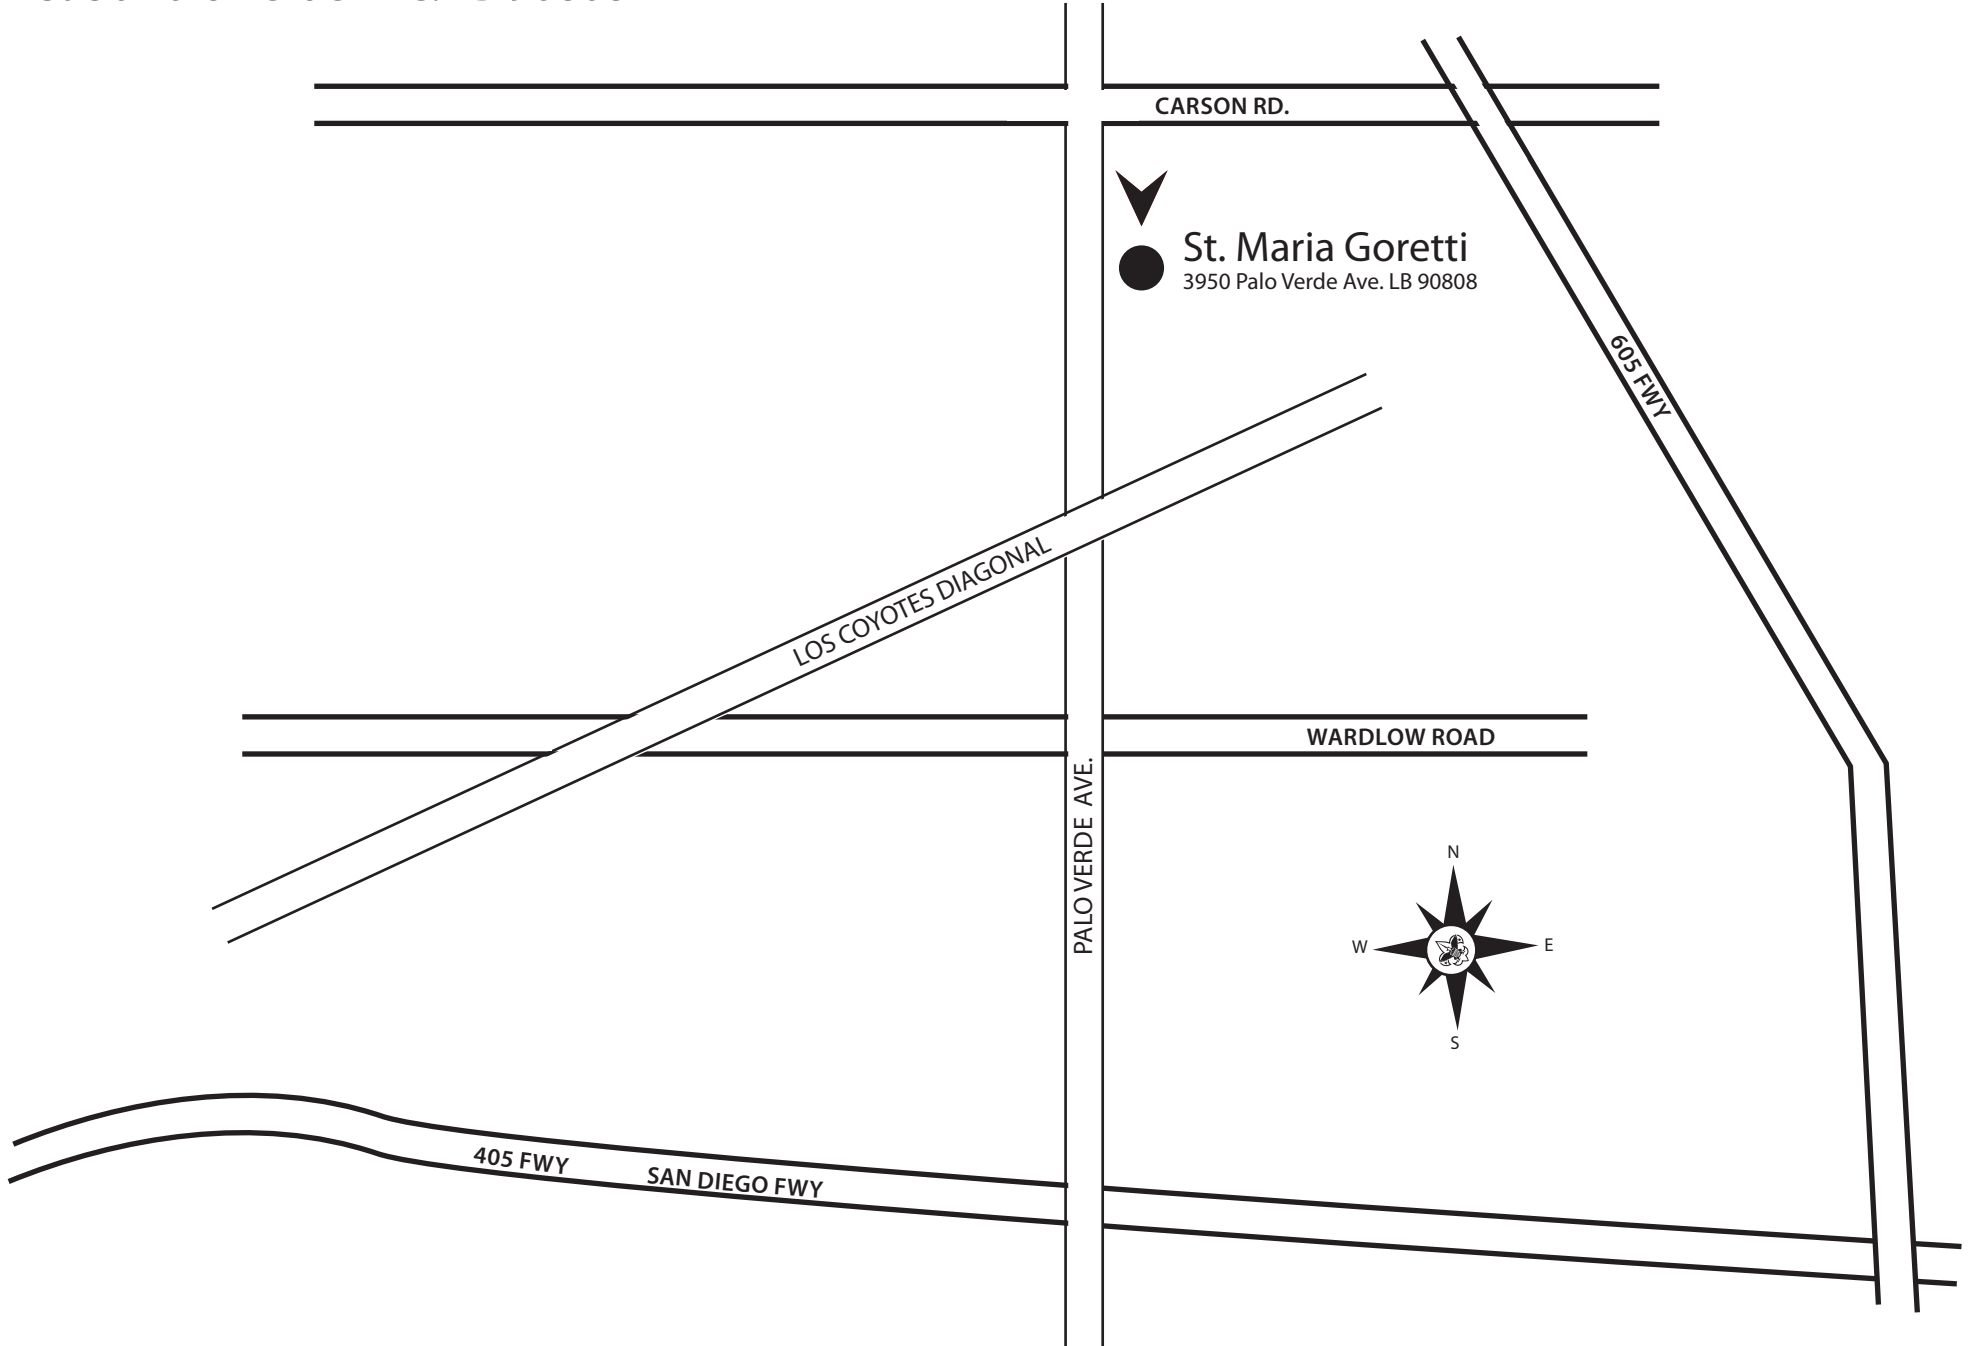 CARSON RD.
St. Maria Goretti
3950 Palo Verde Ave. LB 90808
605 FWY
LOS COYOTES DIAGONAL
WARDLOW ROAD
PALO VERDE AVE.
N
W
E
S
405 FWY
SAN DIEGO FWY